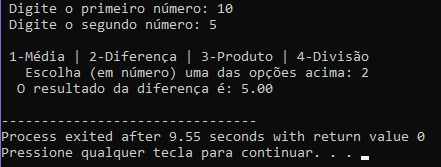 Digite o primeiro número: 10
Digite o segundo número: 5
1-Média | 2-Diferença | 3-Produto | 4-Divisão
Escolha (em número) uma das opções acima: 2
O resultado da diferença é: 5.00
--------------------------------
Process exited after 9.55 seconds with return value 0
Pressione qualquer tecla para continuar. . .